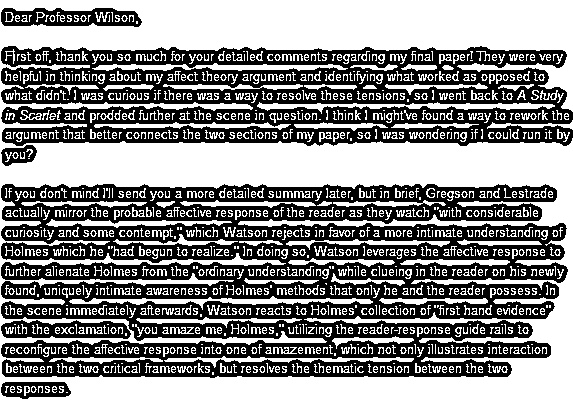 Dear Professor Wilson,
First off, thank you so much for your detailed comments regarding my final paper! They were very
helpful in thinking about my affect theory argument and identifying what worked as opposed to
what didn't. I was curious if there was a way to resolve these tensions, so I went back to A Study
in Scarlet and prodded further at the scene in question. I think I might've found a way to rework the
argument that better connects the two sections of my paper, so I was wondering if I could run it by
you?
If you don't mind I'll send you a more detailed summary later, but in brief, Gregson and Lestrade
actually mirror the probable affective response of the reader as they watch "with considerable
curiosity and some contempt," which Watson rejects in favor of a more intimate understanding of
Holmes which he "had begun to realize." In doing so, Watson leverages the affective response to
further alienate Holmes from the "ordinary understanding" while clueing in the reader on his newly
found, uniquely intimate awareness of Holmes' methods that only he and the reader possess. In
the scene immediately afterwards, Watson reacts to Holmes' collection of "first hand evidence"
with the exclamation, "you amaze me, Holmes," utilizing the reader-response guide rails to
reconfigure the affective response into one of amazement, which not only illustrates interaction
between the two critical frameworks, but resolves the thematic tension between the two
responses.